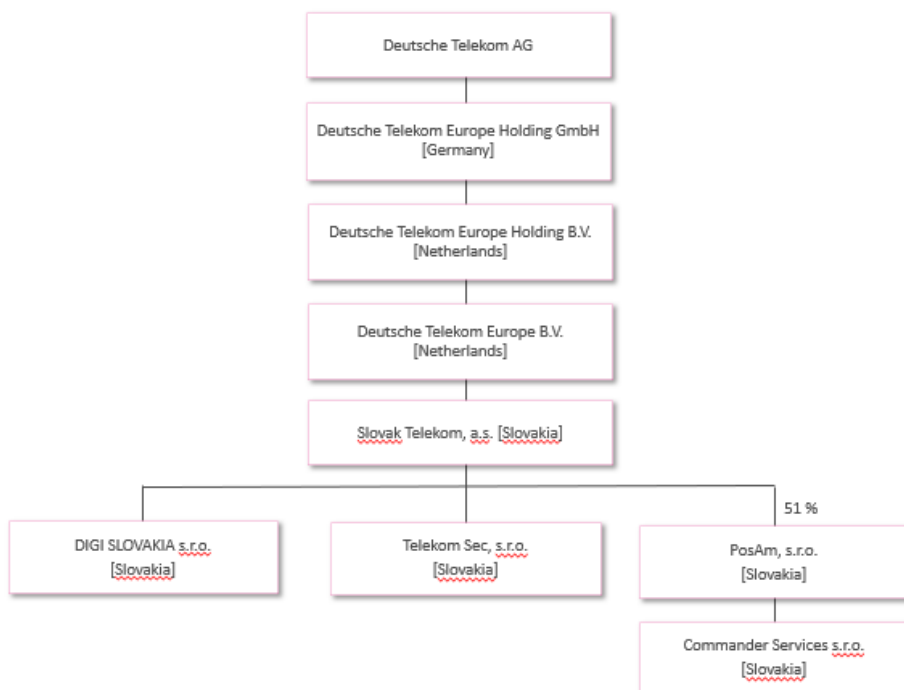 Deutsche Telekom AG
Deutsche Telekom Europe Holding GmbH
[Germany]
Deutsche Telekom Europe Holding B.V.
[Netherlands]
Deutsche Telekom Europe B.V.
[Netherlands]
Slovak Telekom, a.s. [Slovakia]
51 %
DIGI SLOVAKIA s.r.o.
[Slovakia]
Telekom Sec, s.r.o.
[Slovakia]
PosAm, s.r.o.
[Slovakia]
Commander Services s.r.o.
[Slovakia]